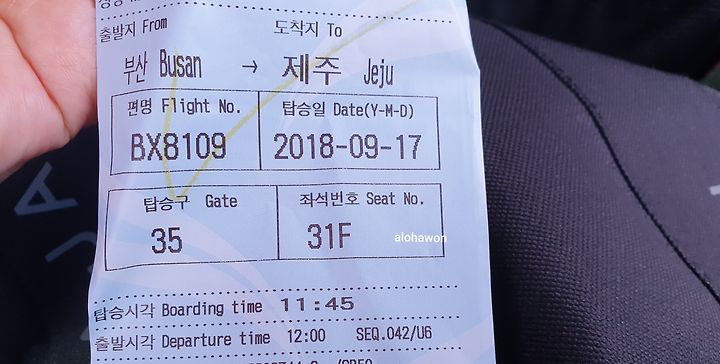 출발지 From 도착지 To
부산 Busan → 제주 Jeju
편명 Flight No. 탑승일 Date(Y-M-D)
BX8109 2018-09-17
탑승구 Gate 좌석번호 Seat No.
35 31F
alohawon
탑승시각 Boarding time 11:45
출발시각 Departure time 12:00 SEQ.042/U6